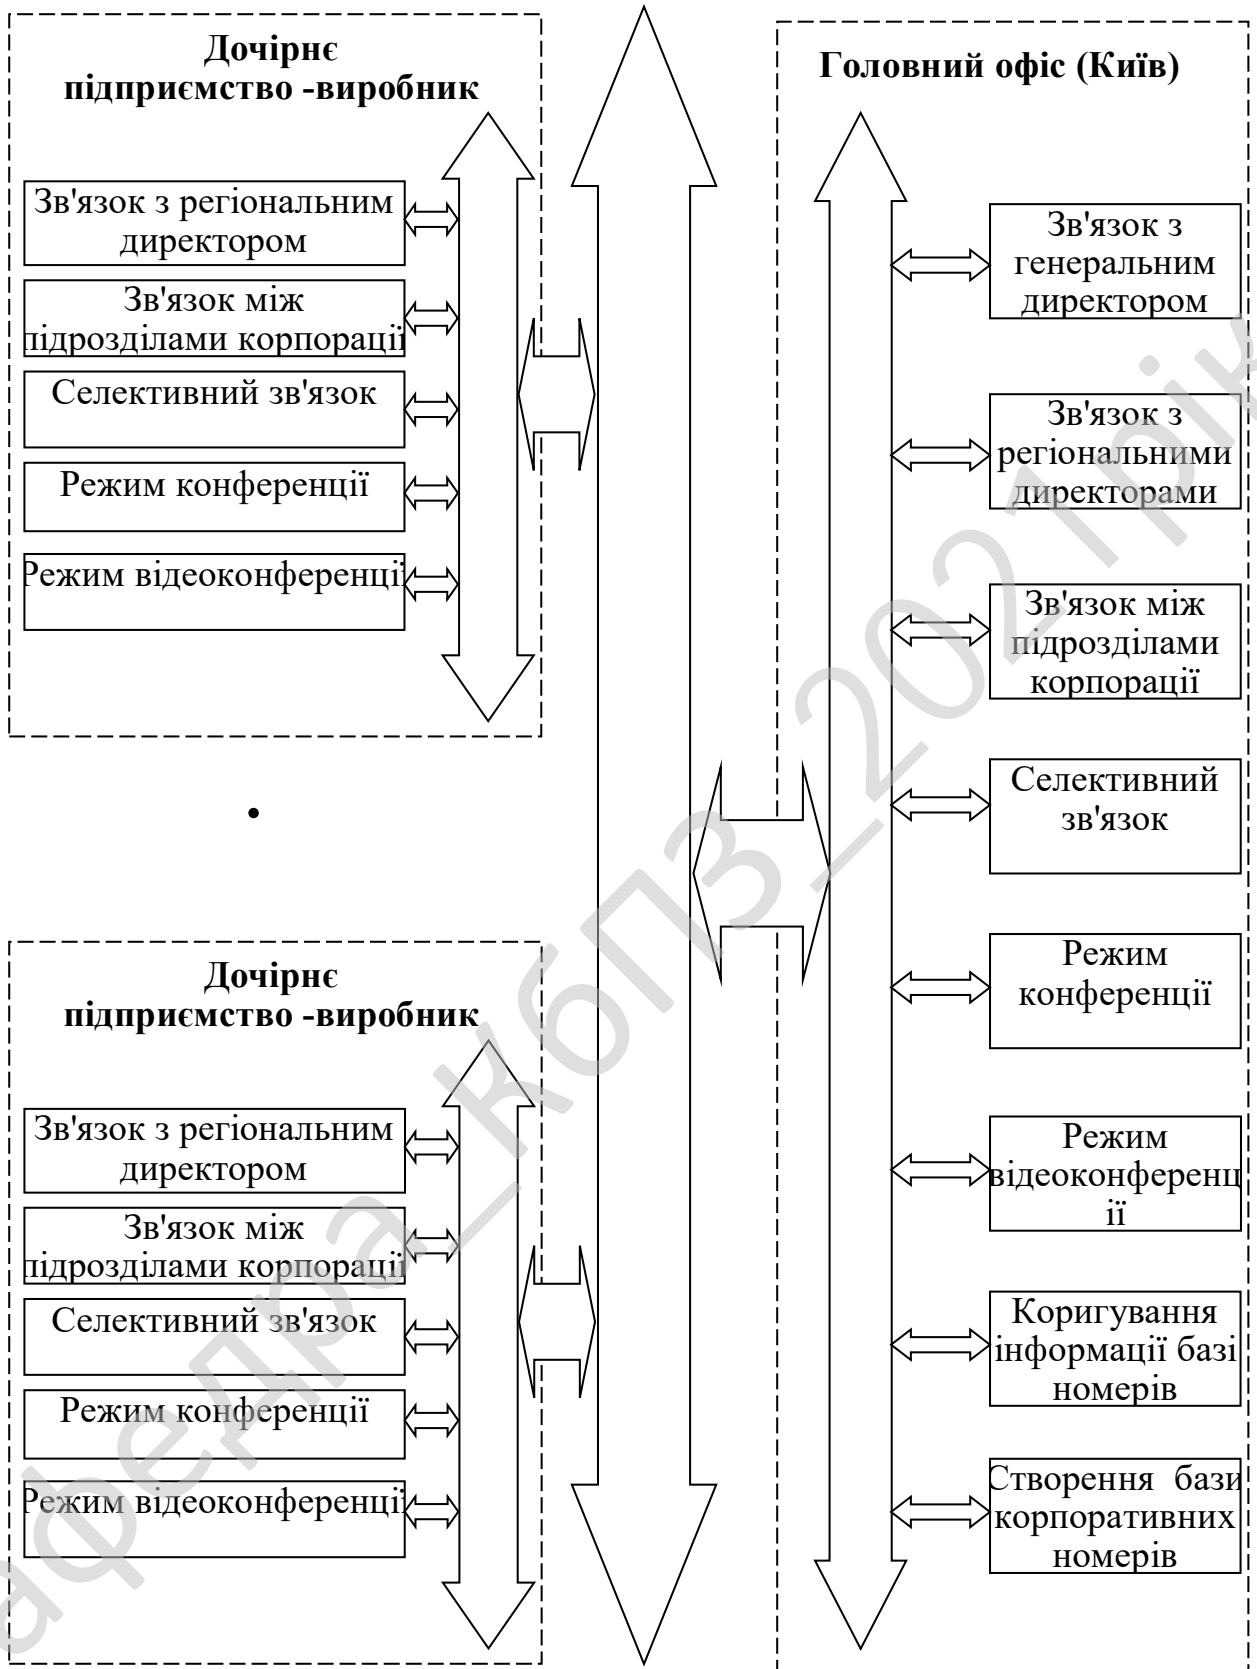 Дочірнє
підприємство -виробник
Зв'язок з регіональним
директором
Зв'язок між
підрозділами корпорації
Селективний зв'язок
Режим конференції
Режим відеоконференції
Дочірнє
підприємство -виробник
Зв'язок з регіональним
директором
Зв'язок між
підрозділами корпорації
Селективний зв'язок
Режим конференції
Режим відеоконференції
Головний офіс (Київ)
Зв'язок з
генеральним
директором
Зв'язок з
регіональними
директорами
Зв'язок між
підрозділами
корпорації
Селективний
зв'язок
Режим
конференції
Режим
відеоконференц
ії
Коригування
інформації базі
номерів
Створення бази
корпоративних
номерів
афедра_КбПЗ_2021рік